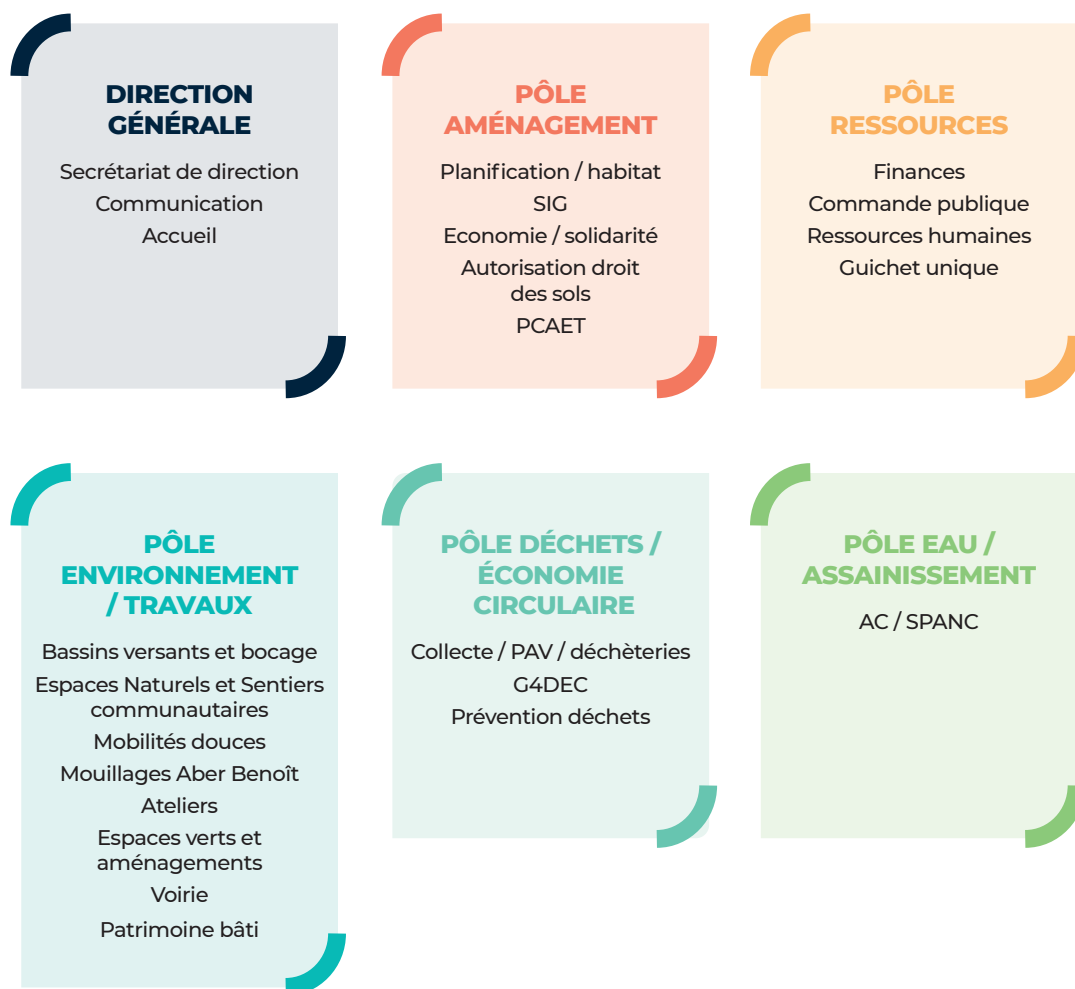 DIRECTION
GÉNÉRALE
Secrétariat de direction
Communication
Accueil
PÔLE
AMÉNAGEMENT
Planification / habitat
SIG
Economie / solidarité
Autorisation droit
des sols
PCAET
PÔLE
RESSOURCES
Finances
Commande publique
Ressources humaines
Guichet unique
PÔLE
ENVIRONNEMENT
/ TRAVAUX
Bassins versants et bocage
Espaces Naturels et Sentiers
communautaires
Mobilités douces
Mouillages Aber Benoît
Ateliers
Espaces verts et
aménagements
Voirie
Patrimoine bâti
PÔLE DÉCHETS /
ÉCONOMIE
CIRCULAIRE
Collecte / PAV / déchèteries
G4DEC
Prévention déchets
PÔLE EAU /
ASSAINISSEMENT
AC / SPANC